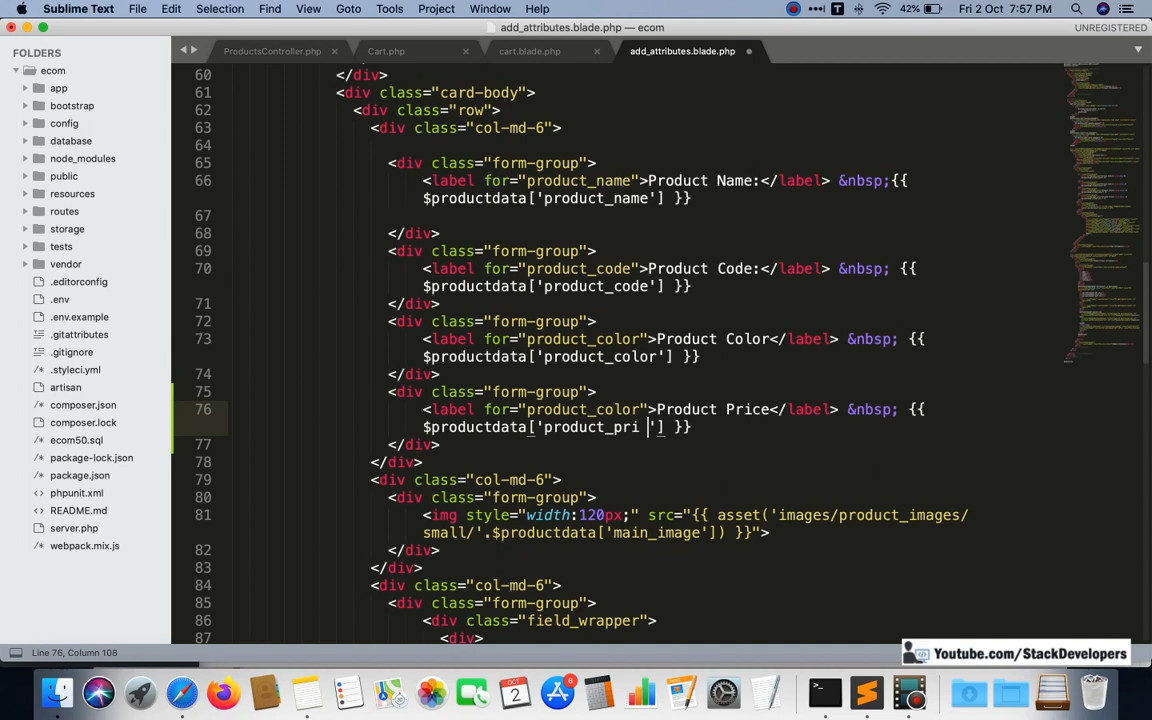 Sublime Text File Edit Selection Find View Goto Tools Project Window Help 42% Fri 2 Oct 7:57 PM
add_attributes.blade.php — ecom UNREGISTERED
ProductsController.php Cart.php cart.blade.php add_attributes.blade.php
FOLDERS
ecom
app
bootstrap
config
database
node_modules
public
resources
routes
storage
tests
vendor
.editorconfig
.env
.env.example
.gitattributes
.gitignore
.styleci.yml
artisan
composer.json
composer.lock
ecom50.sql
package-lock.json
package.json
phpunit.xml
README.md
server.php
webpack.mix.js
60 </div>
61 <div class="card-body">
62 <div class="row">
63 <div class="col-md-6">
64
65 <div class="form-group">
66 <label for="product_name">Product Name:</label> &nbsp;{{
$productdata['product_name'] }}
67
68 </div>
69 <div class="form-group">
70 <label for="product_code">Product Code:</label> &nbsp; {{
$productdata['product_code'] }}
71 </div>
72 <div class="form-group">
73 <label for="product_color">Product Color</label> &nbsp; {{
$productdata['product_color'] }}
74 </div>
75 <div class="form-group">
76 <label for="product_color">Product Price</label> &nbsp; {{
$productdata['product_pri '] }}
77 </div>
78 </div>
79 <div class="col-md-6">
80 <div class="form-group">
81 <img style="width:120px;" src="{{ asset('images/product_images/
small/'.$productdata['main_image']) }}">
82 </div>
83 </div>
84 <div class="col-md-6">
85 <div class="form-group">
86 <div class="field_wrapper">
87 <div>
Line 76, Column 108
Youtube.com/StackDevelopers
OCT
2
6